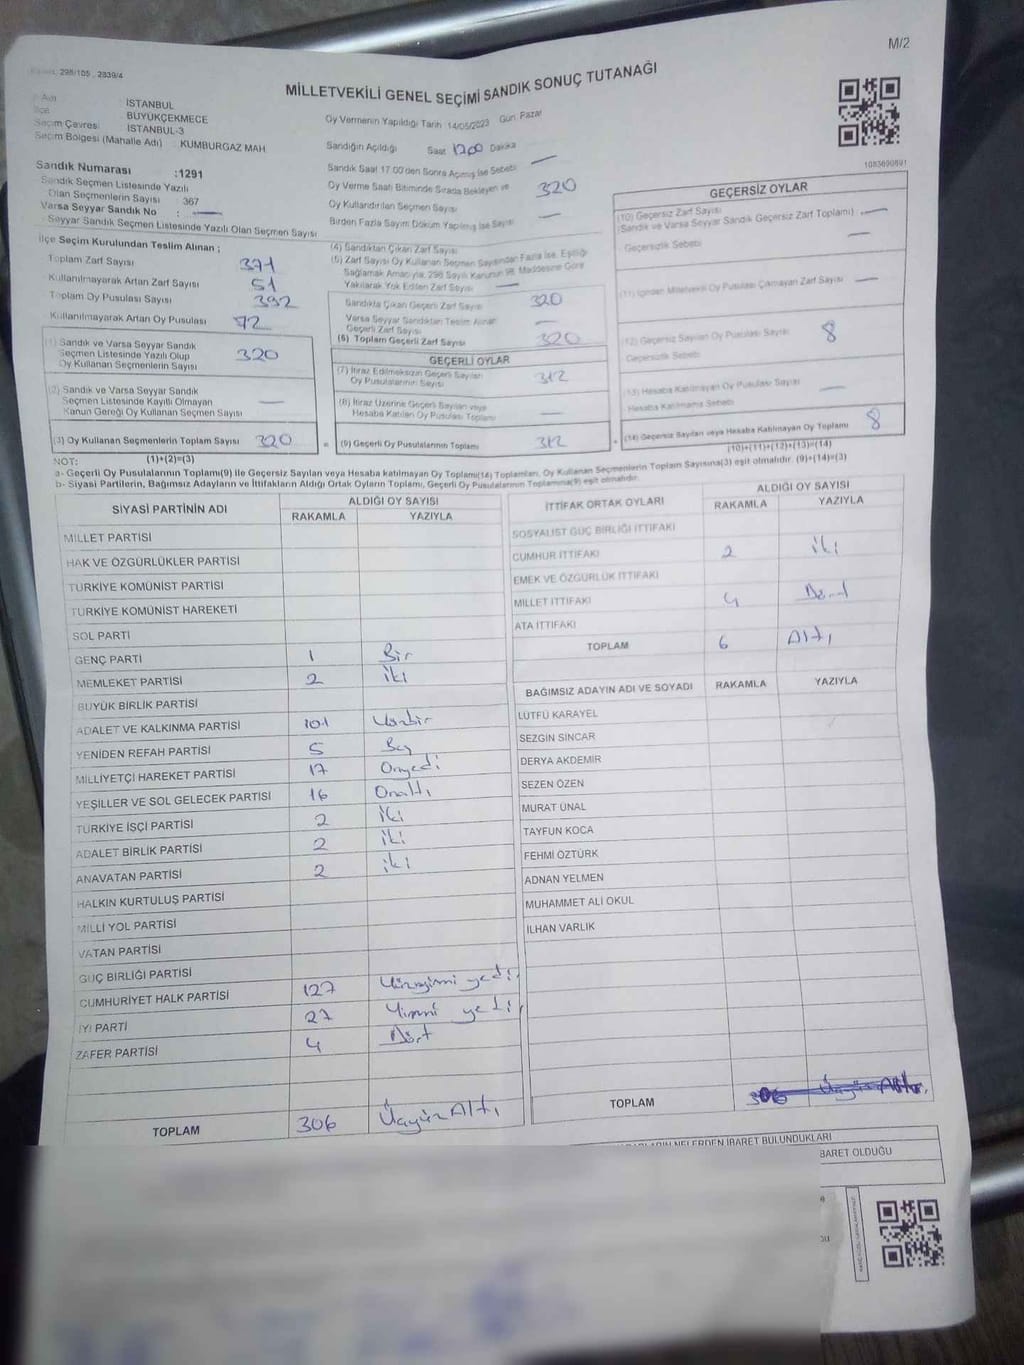 M/2
298/105 , 2839/4
MİLLETVEKİLİ GENEL SEÇİMİ SANDIK SONUÇ TUTANAĞI
Adı : İSTANBUL
İlçe : BÜYÜKÇEKMECE
Seçim Çevresi : İSTANBUL-3
Seçim Bölgesi (Mahalle Adı) : KUMBURGAZ MAH.
Oy Vermenin Yapıldığı Tarih 14/05/2023 Gün Pazar
Sandığın Açıldığı Saat 1700 Dakika
Sandık Saat 17.00'den Sonra Açılmış İse Sebebi —
Oy Verme Saati Bitiminde Sırada Bekleyen ve
Oy Kullandırılan Seçmen Sayısı 320
Birden Fazla Sayım Döküm Yapılmış İse Sayısı —
1083690891
Sandık Numarası :1291
Sandık Seçmen Listesinde Yazılı
Olan Seçmenlerin Sayısı 367
Varsa Seyyar Sandık No : —
Seyyar Sandık Seçmen Listesinde Yazılı Olan Seçmen Sayısı
İlçe Seçim Kurulundan Teslim Alınan ;
Toplam Zarf Sayısı 371
Kullanılmayarak Artan Zarf Sayısı 51
Toplam Oy Pusulası Sayısı 392
Kullanılmayarak Artan Oy Pusulası 72
(1) Sandık ve Varsa Seyyar Sandık
Seçmen Listesinde Yazılı Olup
Oy Kullanan Seçmenlerin Sayısı 320
(2) Sandık ve Varsa Seyyar Sandık
Seçmen Listesinde Kayıtlı Olmayan
Kanun Gereği Oy Kullanan Seçmen Sayısı —
(3) Oy Kullanan Seçmenlerin Toplam Sayısı 320
(1)+(2)=(3)
(4) Sandıktan Çıkan Zarf Sayısı
(5) Zarf Sayısı Oy Kullanan Seçmen Sayısından Fazla İse, Eşitliği
Sağlamak Amacıyla, 298 Sayılı Kanunun 98. Maddesine Göre
Yakılarak Yok Edilen Zarf Sayısı —
Sandıkta Çıkan Geçerli Zarf Sayısı 320
Varsa Seyyar Sandıktan Teslim Alınan
Geçerli Zarf Sayısı —
(6) Toplam Geçerli Zarf Sayısı 320
GEÇERLİ OYLAR
(7) İtiraz Edilmeksizin Geçerli Sayılan
Oy Pusulalarının Sayısı 312
(8) İtiraz Üzerine Geçerli Sayılan veya
Hesaba Katılan Oy Pusulası Toplamı —
= (9) Geçerli Oy Pusulalarının Toplamı 312
GEÇERSİZ OYLAR
(10) Geçersiz Zarf Sayısı
(Sandık ve Varsa Seyyar Sandık Geçersiz Zarf Toplamı) —
Geçersizlik Sebebi —
(11) İçinden Milletvekili Oy Pusulası Çıkmayan Zarf Sayısı —
(12) Geçersiz Sayılan Oy Pusulası Sayısı 8
Geçersizlik Sebebi
(13) Hesaba Katılmayan Oy Pusulası Sayısı —
Hesaba Katılmama Sebebi
+ (14) Geçersiz Sayılan veya Hesaba Katılmayan Oy Toplamı 8
(10)+(11)+(12)+(13)=(14)
NOT:
a- Geçerli Oy Pusulalarının Toplamı(9) ile Geçersiz Sayılan veya Hesaba katılmayan Oy Toplamı(14) Toplamları, Oy Kullanan Seçmenlerin Toplam Sayısına(3) eşit olmalıdır. (9)+(14)=(3)
b- Siyasi Partilerin, Bağımsız Adayların ve İttifakların Aldığı Ortak Oyların Toplamı, Geçerli Oy Pusulalarının Toplamına(9) eşit olmalıdır.
SİYASİ PARTİNİN ADI ALDIĞI OY SAYISI
RAKAMLA YAZIYLA
MİLLET PARTİSİ
HAK VE ÖZGÜRLÜKLER PARTİSİ
TÜRKİYE KOMÜNİST PARTİSİ
TÜRKİYE KOMÜNİST HAREKETİ
SOL PARTİ
GENÇ PARTİ 1 Bir
MEMLEKET PARTİSİ 2 iki
BÜYÜK BİRLİK PARTİSİ
ADALET VE KALKINMA PARTİSİ 101 Yüzbir
YENİDEN REFAH PARTİSİ 5 Beş
MİLLİYETÇİ HAREKET PARTİSİ 17 Onyedi
YEŞİLLER VE SOL GELECEK PARTİSİ 16 Onaltı
TÜRKİYE İŞÇİ PARTİSİ 2 iki
ADALET BİRLİK PARTİSİ 2 iki
ANAVATAN PARTİSİ 2 iki
HALKIN KURTULUŞ PARTİSİ
MİLLİ YOL PARTİSİ
VATAN PARTİSİ
GÜÇ BİRLİĞİ PARTİSİ
CUMHURİYET HALK PARTİSİ 127 Yüzyirmi yedi
İYİ PARTİ 27 Yirmi yedi
ZAFER PARTİSİ 4 Dört
TOPLAM 306 ÜçyüzAltı
İTTİFAK ORTAK OYLARI ALDIĞI OY SAYISI
RAKAMLA YAZIYLA
SOSYALİST GÜÇ BİRLİĞİ İTTİFAKI
CUMHUR İTTİFAKI 2 iki
EMEK VE ÖZGÜRLÜK İTTİFAKI
MİLLET İTTİFAKI 4 Dört
ATA İTTİFAKI
TOPLAM 6 Altı
BAĞIMSIZ ADAYIN ADI VE SOYADI RAKAMLA YAZIYLA
LÜTFÜ KARAYEL
SEZGİN SİNCAR
DERYA AKDEMİR
SEZEN ÖZEN
MURAT ÜNAL
TAYFUN KOCA
FEHMİ ÖZTÜRK
ADNAN YELMEN
MUHAMMET ALİ OKUL
İLHAN VARLIK
TOPLAM 306 ÜçyüzAltı
NELERDEN İBARET BULUNDUKLARI
BARET OLDUĞU